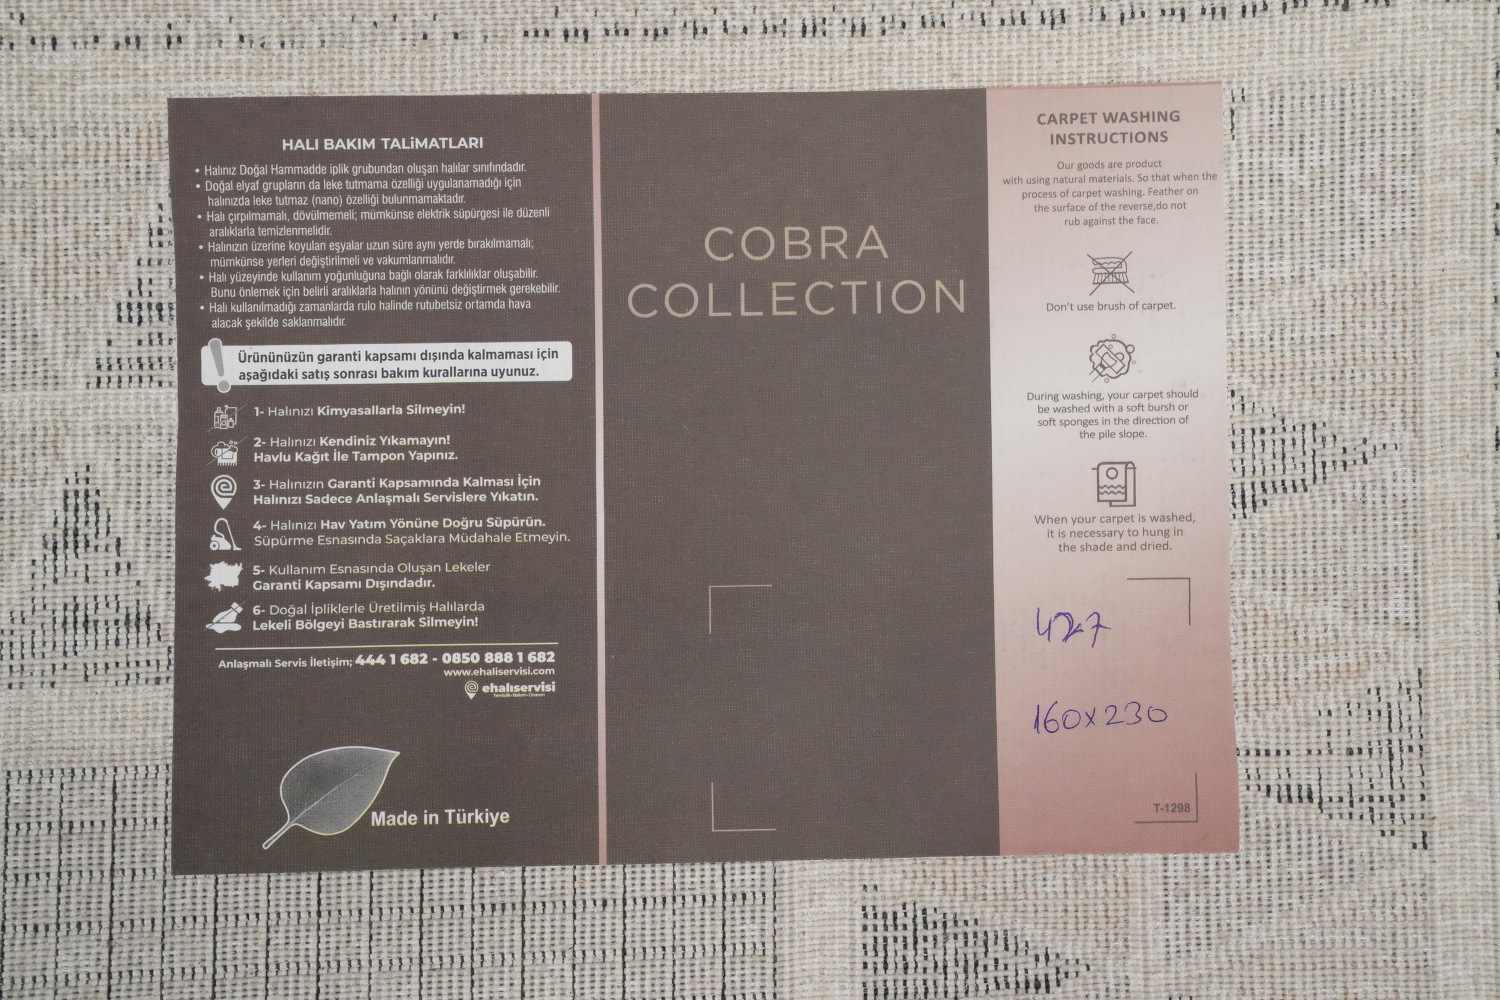 HALI BAKIM TALİMATLARI
• Halınız Doğal Hammadde iplik grubundan oluşan halılar sınıfındadır.
• Doğal elyaf grupların da leke tutmama özelliği uygulanamadığı için
halınızda leke tutmaz (nano) özelliği bulunmamaktadır.
• Halı çırpılmamalı, dövülmemeli; mümkünse elektrik süpürgesi ile düzenli
aralıklarla temizlenmelidir.
• Halınızın üzerine koyulan eşyalar uzun süre aynı yerde bırakılmamalı;
mümkünse yerleri değiştirilmeli ve vakumlanmalıdır.
• Halı yüzeyinde kullanım yoğunluğuna bağlı olarak farklılıklar oluşabilir.
Bunu önlemek için belirli aralıklarla halının yönünü değiştirmek gerekebilir.
• Halı kullanılmadığı zamanlarda rulo halinde rutubetsiz ortamda hava
alacak şekilde saklanmalıdır.
Ürününüzün garanti kapsamı dışında kalmaması için
aşağıdaki satış sonrası bakım kurallarına uyunuz.
1- Halınızı Kimyasallarla Silmeyin!
2- Halınızı Kendiniz Yıkamayın!
Havlu Kağıt İle Tampon Yapınız.
3- Halınızın Garanti Kapsamında Kalması İçin
Halınızı Sadece Anlaşmalı Servislere Yıkatın.
4- Halınızı Hav Yatım Yönüne Doğru Süpürün.
Süpürme Esnasında Saçaklara Müdahale Etmeyin.
5- Kullanım Esnasında Oluşan Lekeler
Garanti Kapsamı Dışındadır.
6- Doğal İpliklerle Üretilmiş Halılarda
Lekeli Bölgeyi Bastırarak Silmeyin!
Anlaşmalı Servis İletişim; 444 1 682 - 0850 888 1 682
www.ehaliservisi.com
ehalıservisi
Made in Türkiye
COBRA
COLLECTION
CARPET WASHING
INSTRUCTIONS
Our goods are product
with using natural materials. So that when the
process of carpet washing. Feather on
the surface of the reverse,do not
rub against the face.
Don't use brush of carpet.
During washing, your carpet should
be washed with a soft bursh or
soft sponges in the direction of
the pile slope.
When your carpet is washed,
it is necessary to hung in
the shade and dried.
427
160x230
T-1298